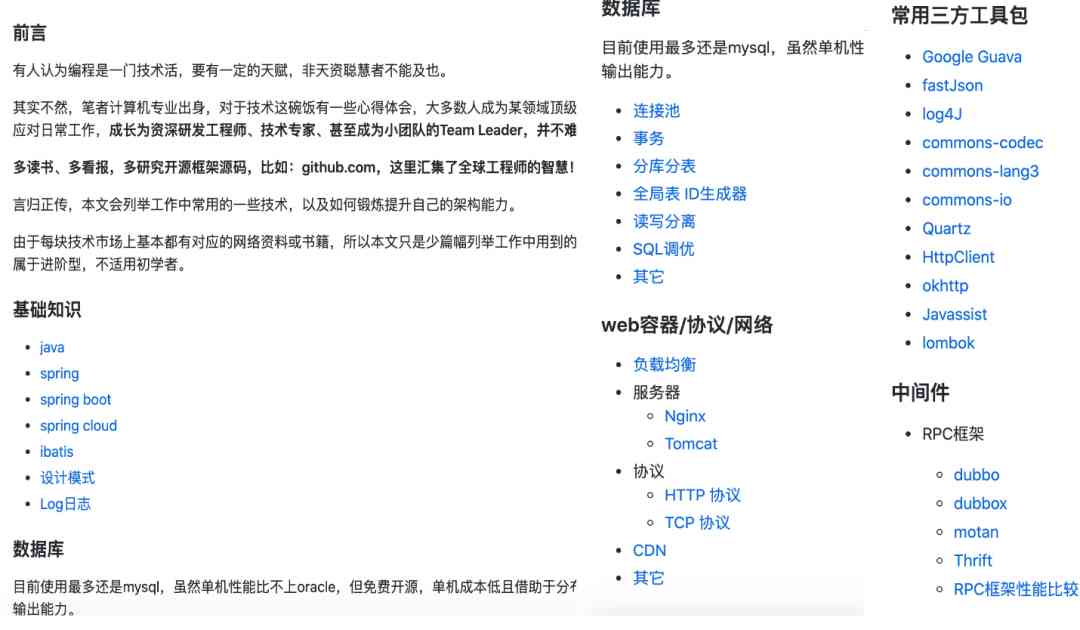 前言
有人认为编程是一门技术活，要有一定的天赋，非天资聪慧者不能及也。
其实不然，笔者计算机专业出身，对于技术这碗饭有一些心得体会，大多数人成为某领域顶级
应对日常工作，成长为资深研发工程师、技术专家、甚至成为小团队的Team Leader，并不难
多读书、多看报，多研究开源框架源码，比如：github.com，这里汇集了全球工程师的智慧！
言归正传，本文会列举工作中常用的一些技术，以及如何锻炼提升自己的架构能力。
由于每块技术市场上基本都有对应的网络资料或书籍，所以本文只是少篇幅列举工作中用到的
属于进阶型，不适用初学者。
基础知识
java
spring
spring boot
spring cloud
ibatis
设计模式
Log日志
数据库
目前使用最多还是mysql，虽然单机性能比不上oracle，但免费开源，单机成本低且借助于分布
输出能力。
数据库
目前使用最多还是mysql，虽然单机性
输出能力。
连接池
事务
分库分表
全局表 ID生成器
读写分离
SQL调优
其它
web容器/协议/网络
负载均衡
服务器
Nginx
Tomcat
协议
HTTP 协议
TCP 协议
CDN
其它
常用三方工具包
Google Guava
fastJson
log4J
commons-codec
commons-lang3
commons-io
Quartz
HttpClient
okhttp
Javassist
lombok
中间件
RPC框架
dubbo
dubbox
motan
Thrift
RPC框架性能比较